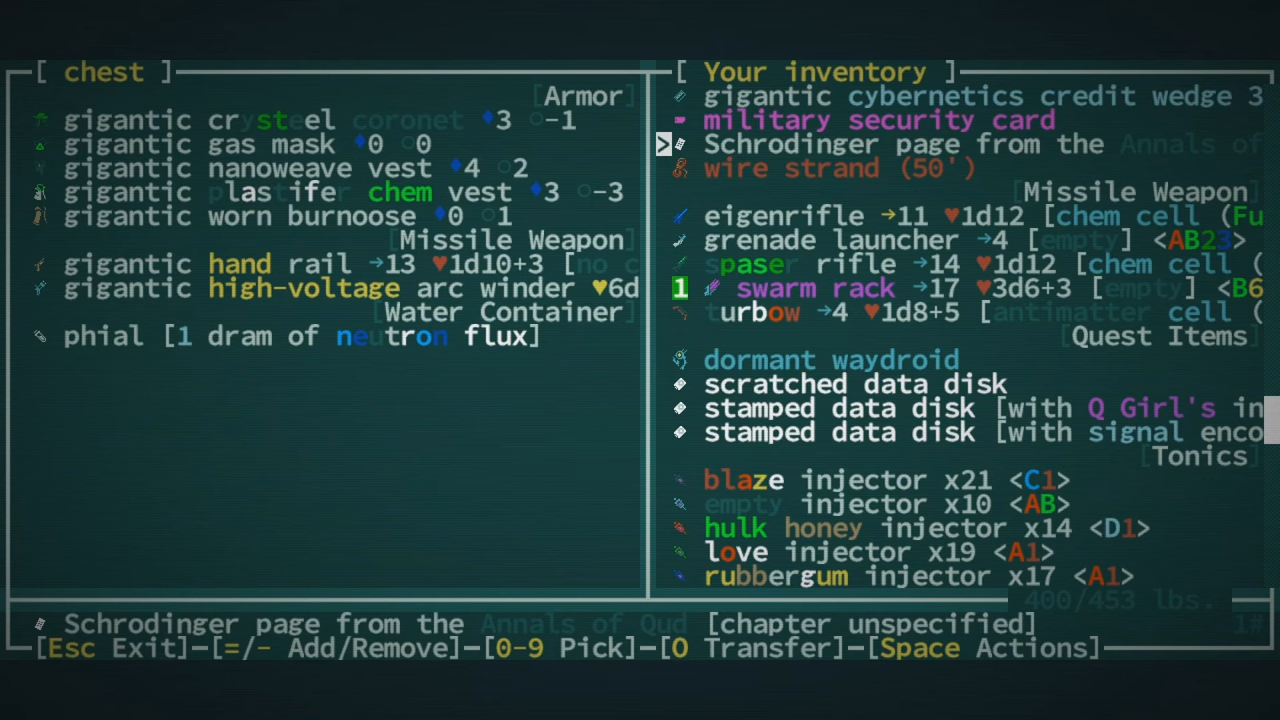 [ chest ]
[Armor]
gigantic crysteel coronet ♦3 ○-1
gigantic gas mask ♦0 ○0
gigantic nanoweave vest ♦4 ○2
gigantic plastifer chem vest ♦3 ○-3
gigantic worn burnoose ♦0 ○1
[Missile Weapon]
gigantic hand rail →13 ♥1d10+3 [no c
gigantic high-voltage arc winder ♥6d
[Water Container]
phial [1 dram of neutron flux]
[ Your inventory ]
gigantic cybernetics credit wedge 3
military security card
> Schrodinger page from the Annals of
wire strand (50')
[Missile Weapon]
eigenrifle →11 ♥1d12 [chem cell (Fu
grenade launcher →4 [empty] <AB23>
spaser rifle →14 ♥1d12 [chem cell (
1 swarm rack →17 ♥3d6+3 [empty] <B6
turbow →4 ♥1d8+5 [antimatter cell (
[Quest Items]
dormant waydroid
scratched data disk
stamped data disk [with Q Girl's in
stamped data disk [with signal enco
[Tonics]
blaze injector x21 <C1>
empty injector x10 <AB>
hulk honey injector x14 <D1>
love injector x19 <A1>
rubbergum injector x17 <A1>
400/453 lbs.
Schrodinger page from the Annals of Qud [chapter unspecified] 1#
[Esc Exit]-[=/- Add/Remove]-[0-9 Pick]-[O Transfer]-[Space Actions]